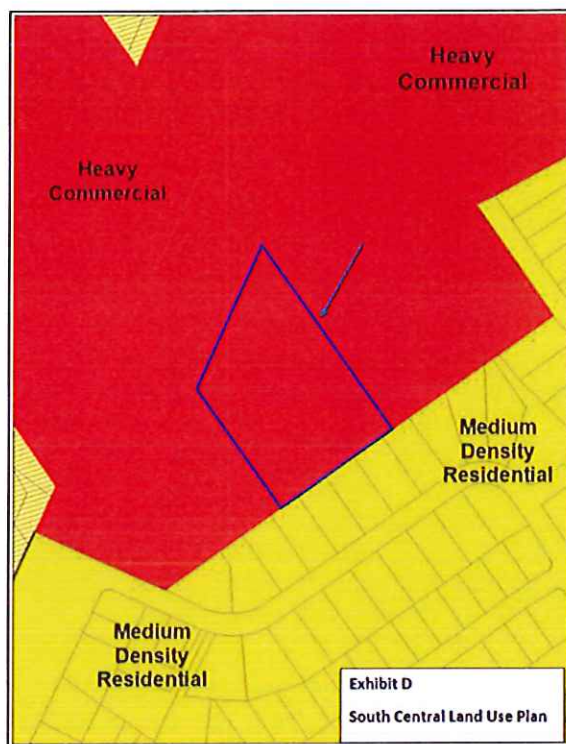 Heavy
Commercial
Heavy
Commercial
Medium
Density
Residential
Medium
Density
Residential
Exhibit D
South Central Land Use Plan